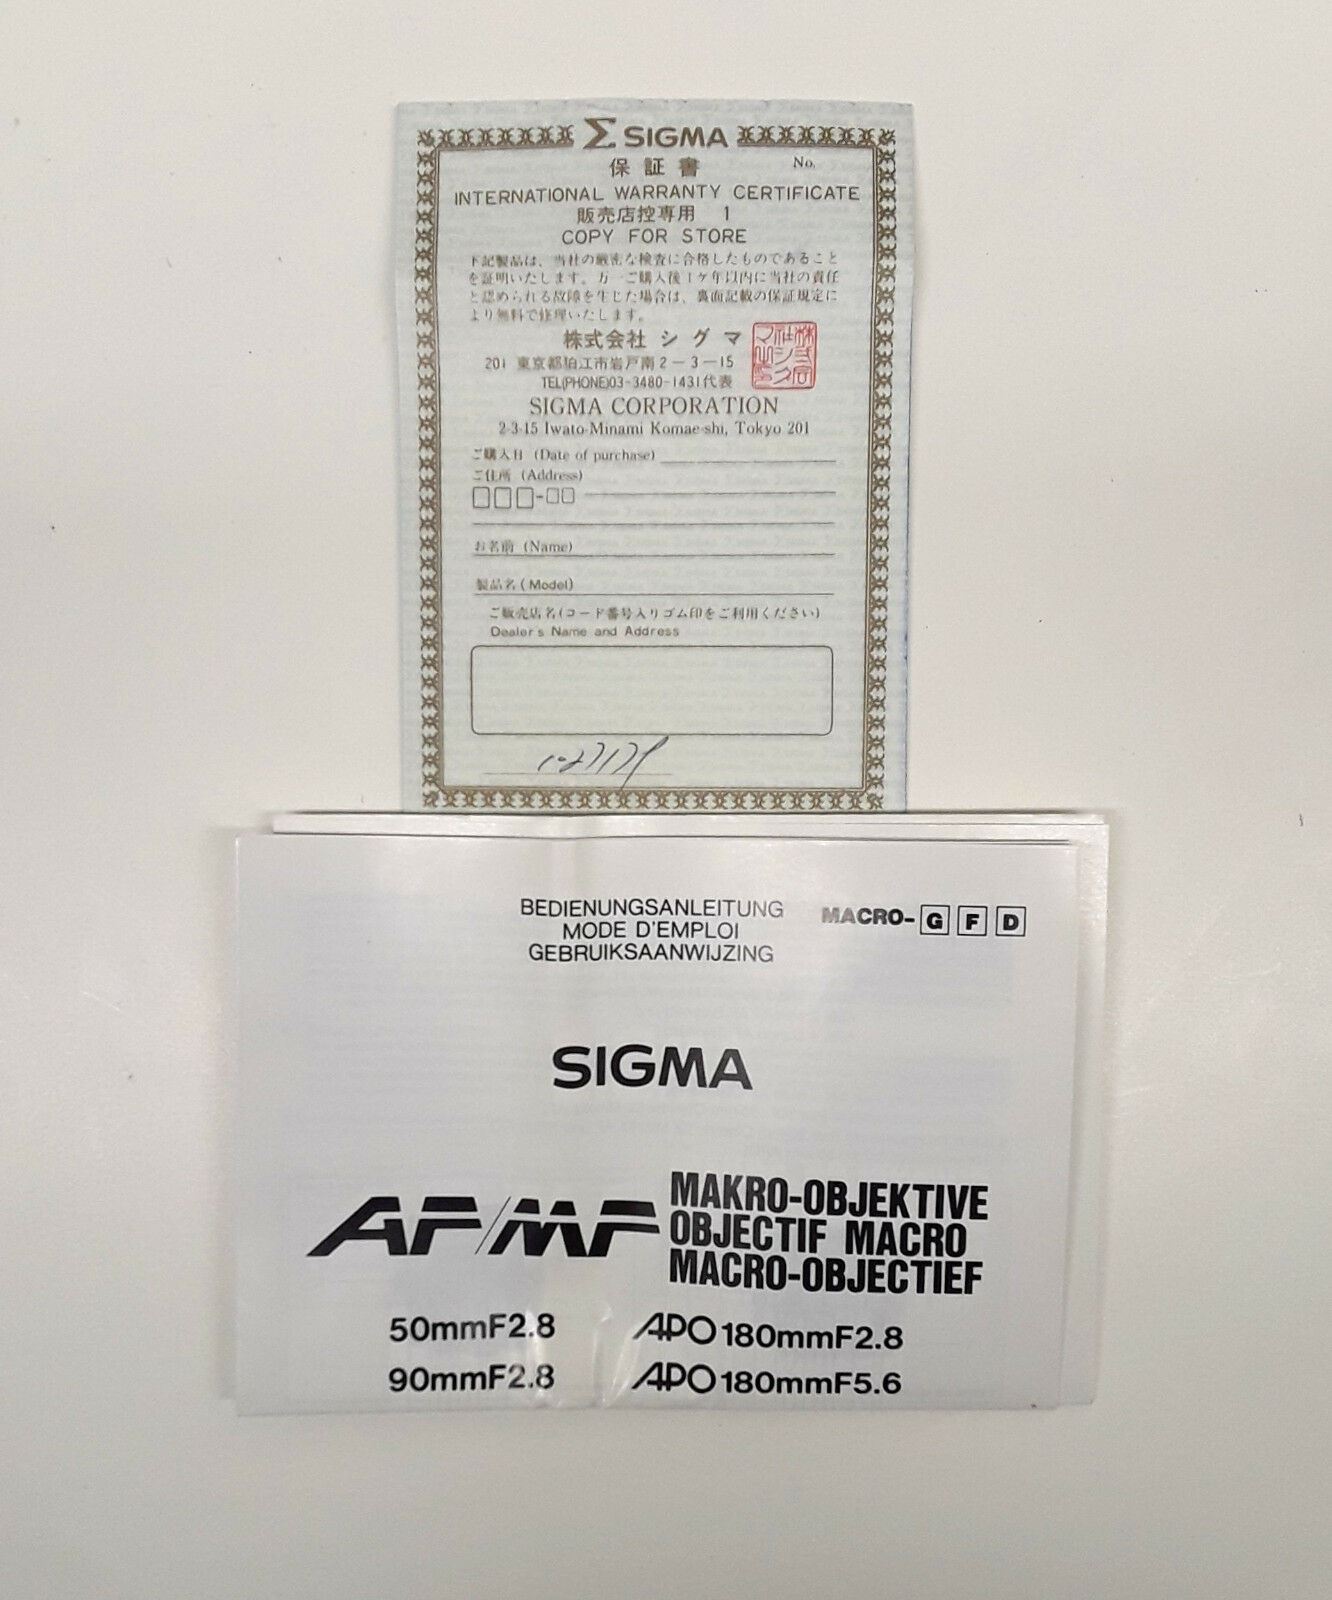 Σ SIGMA
保証書
No.
INTERNATIONAL WARRANTY CERTIFICATE
販売店控専用 1
COPY FOR STORE
下記製品は、当社の厳密な検査に合格したものであること
を証明いたします。万一ご購入後1ケ年以内に当社の責任
と認められる故障を生じた場合は、裏面記載の保証規定に
より無料で修理いたします。
株式会社 シグマ
201 東京都狛江市岩戸南2-3-15
TEL(PHONE)03-3480-1431代表
SIGMA CORPORATION
2-3-15 Iwato-Minami Komae-shi, Tokyo 201
ご購入日 (Date of purchase)
ご住所 (Address)
お名前 (Name)
製品名 (Model)
ご販売店名(コード番号入りゴム印をご利用ください)
Dealer's Name and Address
BEDIENUNGSANLEITUNG
MODE D'EMPLOI
GEBRUIKSAANWIJZING
MACRO-G F D
SIGMA
AF/MF
MAKRO-OBJEKTIVE
OBJECTIF MACRO
MACRO-OBJECTIEF
50mmF2.8 APO 180mmF2.8
90mmF2.8 APO 180mmF5.6